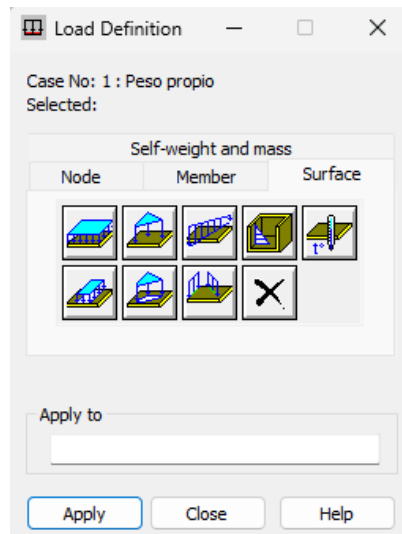 Load Definition
Case No: 1 : Peso propio
Selected:
Self-weight and mass
Node Member Surface
t°
Apply to
Apply Close Help